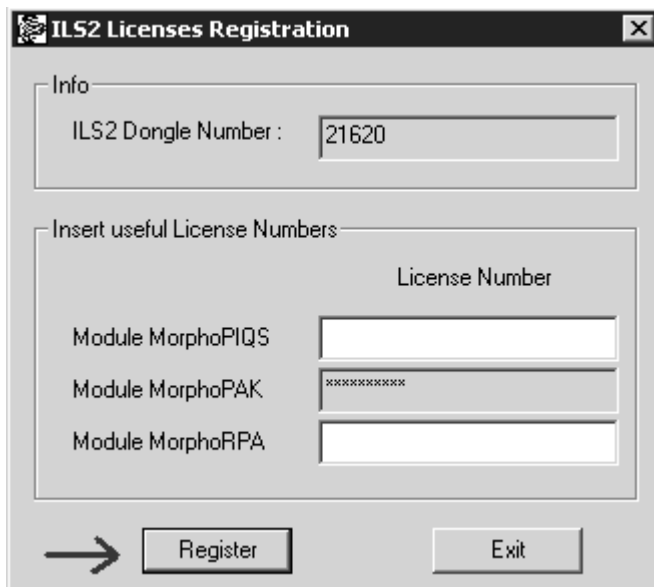 ILS2 Licenses Registration
Info
ILS2 Dongle Number : 21620
Insert useful License Numbers
License Number
Module MorphoPIQS
Module MorphoPAK **********
Module MorphoRPA
Register Exit